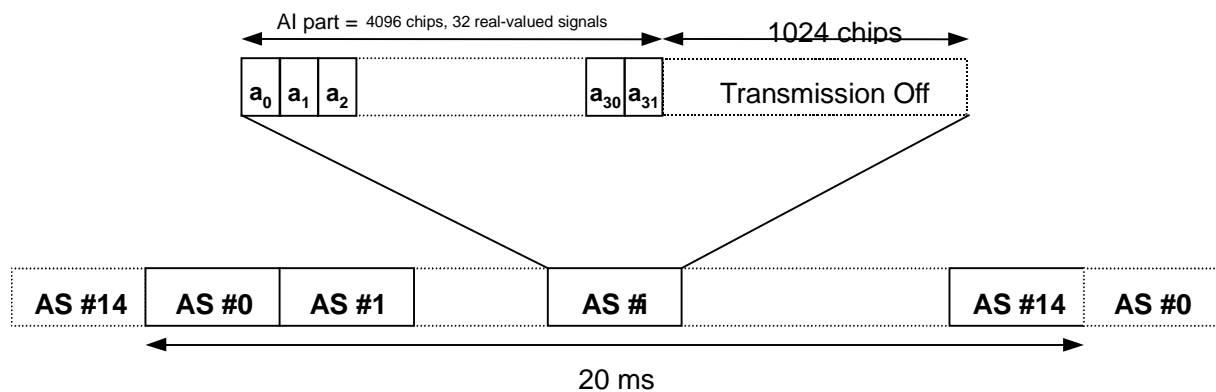 AI part = 4096 chips, 32 real-valued signals
1024 chips
a0 a1 a2 a30 a31 Transmission Off
AS #14 AS #0 AS #1 AS #i AS #14 AS #0
20 ms